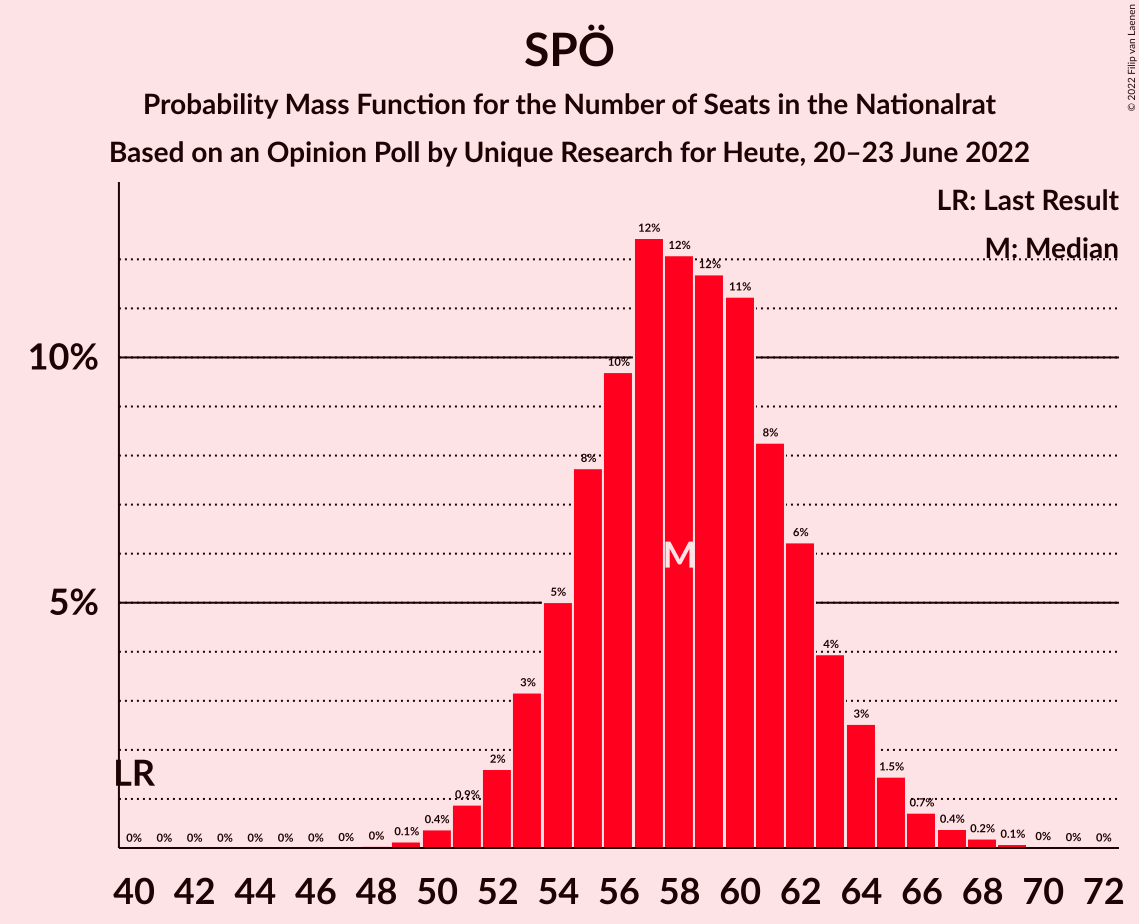 SPÖ
Probability Mass Function for the Number of Seats in the Nationalrat
Based on an Opinion Poll by Unique Research for Heute, 20–23 June 2022
© 2022 Filip van Laenen
LR: Last Result
M: Median
10%
5%
0% 0% 0% 0% 0% 0% 0% 0% 0% 0.1% 0.4% 0.9% 2% 3% 5% 8% 10% 12% 12% 12% 11% 8% 6% 4% 3% 1.5% 0.7% 0.4% 0.2% 0.1% 0% 0% 0%
M
LR
40 42 44 46 48 50 52 54 56 58 60 62 64 66 68 70 72